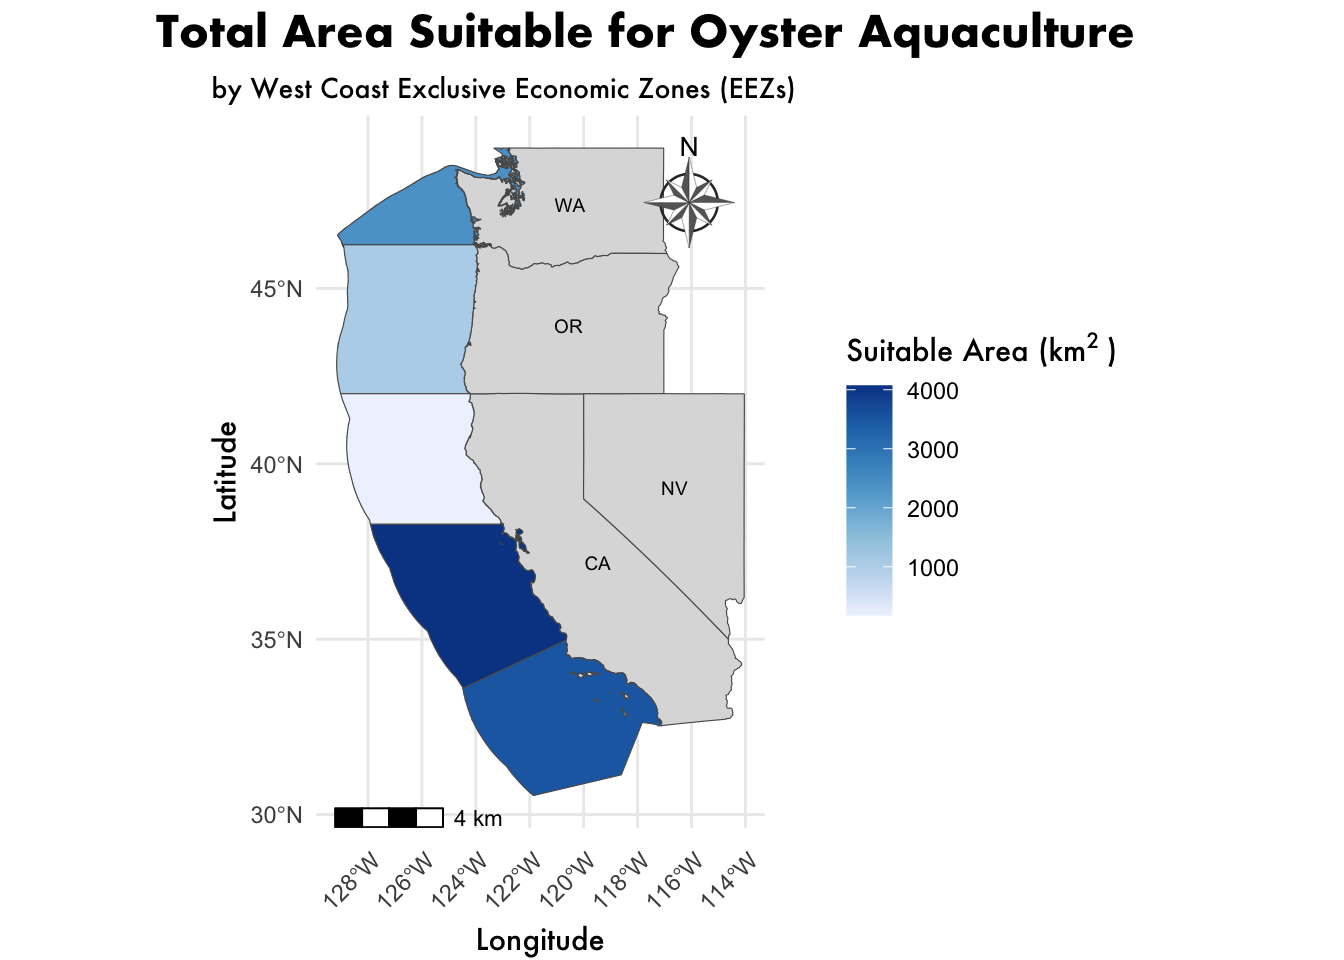 Total Area Suitable for Oyster Aquaculture
by West Coast Exclusive Economic Zones (EEZs)
N
WA
45°N
OR
Suitable Area (km² )
4000
3000
2000
1000
Latitude
40°N
NV
CA
35°N
30°N
4 km
128°W 126°W 124°W 122°W 120°W 118°W 116°W 114°W
Longitude